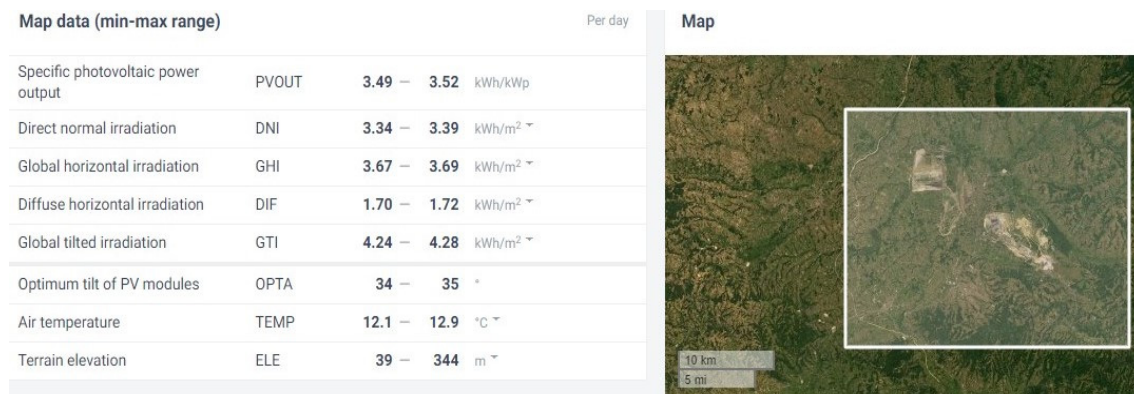 Map data (min-max range) Per day
Specific photovoltaic power
output PVOUT 3.49 — 3.52 kWh/kWp
Direct normal irradiation DNI 3.34 — 3.39 kWh/m²
Global horizontal irradiation GHI 3.67 — 3.69 kWh/m²
Diffuse horizontal irradiation DIF 1.70 — 1.72 kWh/m²
Global tilted irradiation GTI 4.24 — 4.28 kWh/m²
Optimum tilt of PV modules OPTA 34 — 35 °
Air temperature TEMP 12.1 — 12.9 °C
Terrain elevation ELE 39 — 344 m
Map
10 km
5 mi